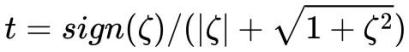 t = sign(ζ)/(|ζ| + √(1 + ζ²))